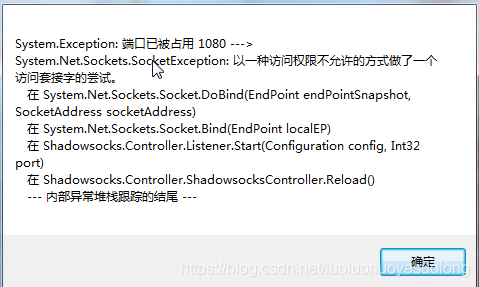 System.Exception: 端口已被占用 1080 --->
System.Net.Sockets.SocketException: 以一种访问权限不允许的方式做了一个
访问套接字的尝试。
在 System.Net.Sockets.Socket.DoBind(EndPoint endPointSnapshot,
SocketAddress socketAddress)
在 System.Net.Sockets.Socket.Bind(EndPoint localEP)
在 Shadowsocks.Controller.Listener.Start(Configuration config, Int32
port)
在 Shadowsocks.Controller.ShadowsocksController.Reload()
--- 内部异常堆栈跟踪的结尾 ---
确定
https://blog.csdn.net/luoluonuoyasuolong